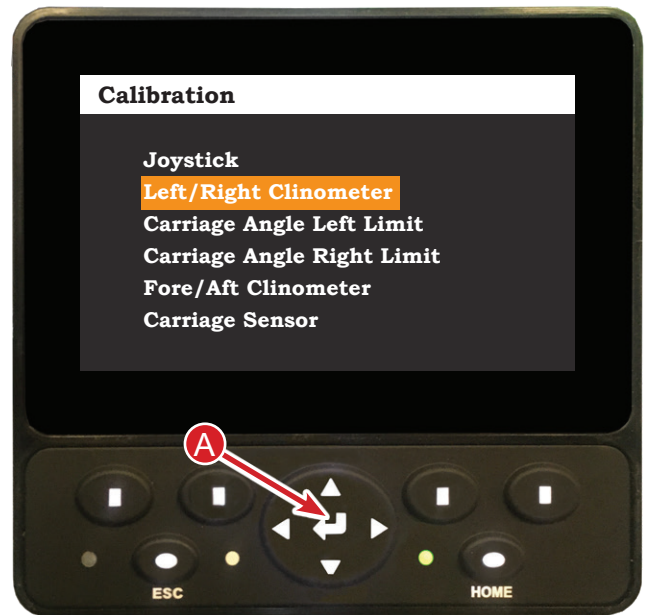 Calibration
Joystick
Left/Right Clinometer
Carriage Angle Left Limit
Carriage Angle Right Limit
Fore/Aft Clinometer
Carriage Sensor
A
ESC
HOME